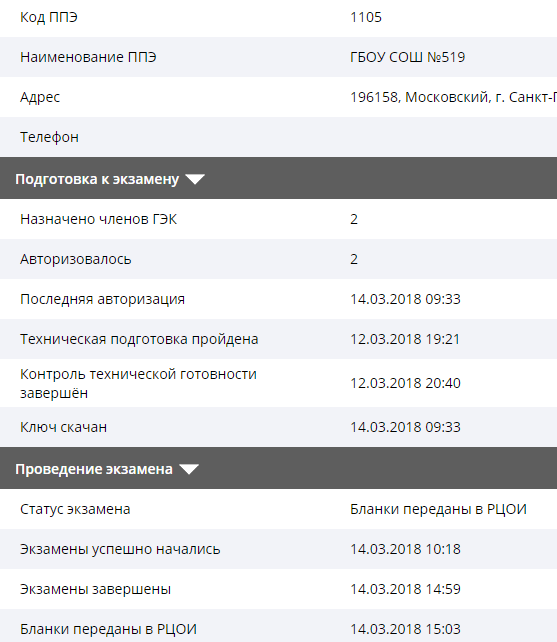 Код ППЭ 1105
Наименование ППЭ ГБОУ СОШ №519
Адрес 196158, Московский, г. Санкт-
Телефон
Подготовка к экзамену
Назначено членов ГЭК 2
Авторизовалось 2
Последняя авторизация 14.03.2018 09:33
Техническая подготовка пройдена 12.03.2018 19:21
Контроль технической готовности
завершён 12.03.2018 20:40
Ключ скачан 14.03.2018 09:33
Проведение экзамена
Статус экзамена Бланки переданы в РЦОИ
Экзамены успешно начались 14.03.2018 10:18
Экзамены завершены 14.03.2018 14:59
Бланки переданы в РЦОИ 14.03.2018 15:03